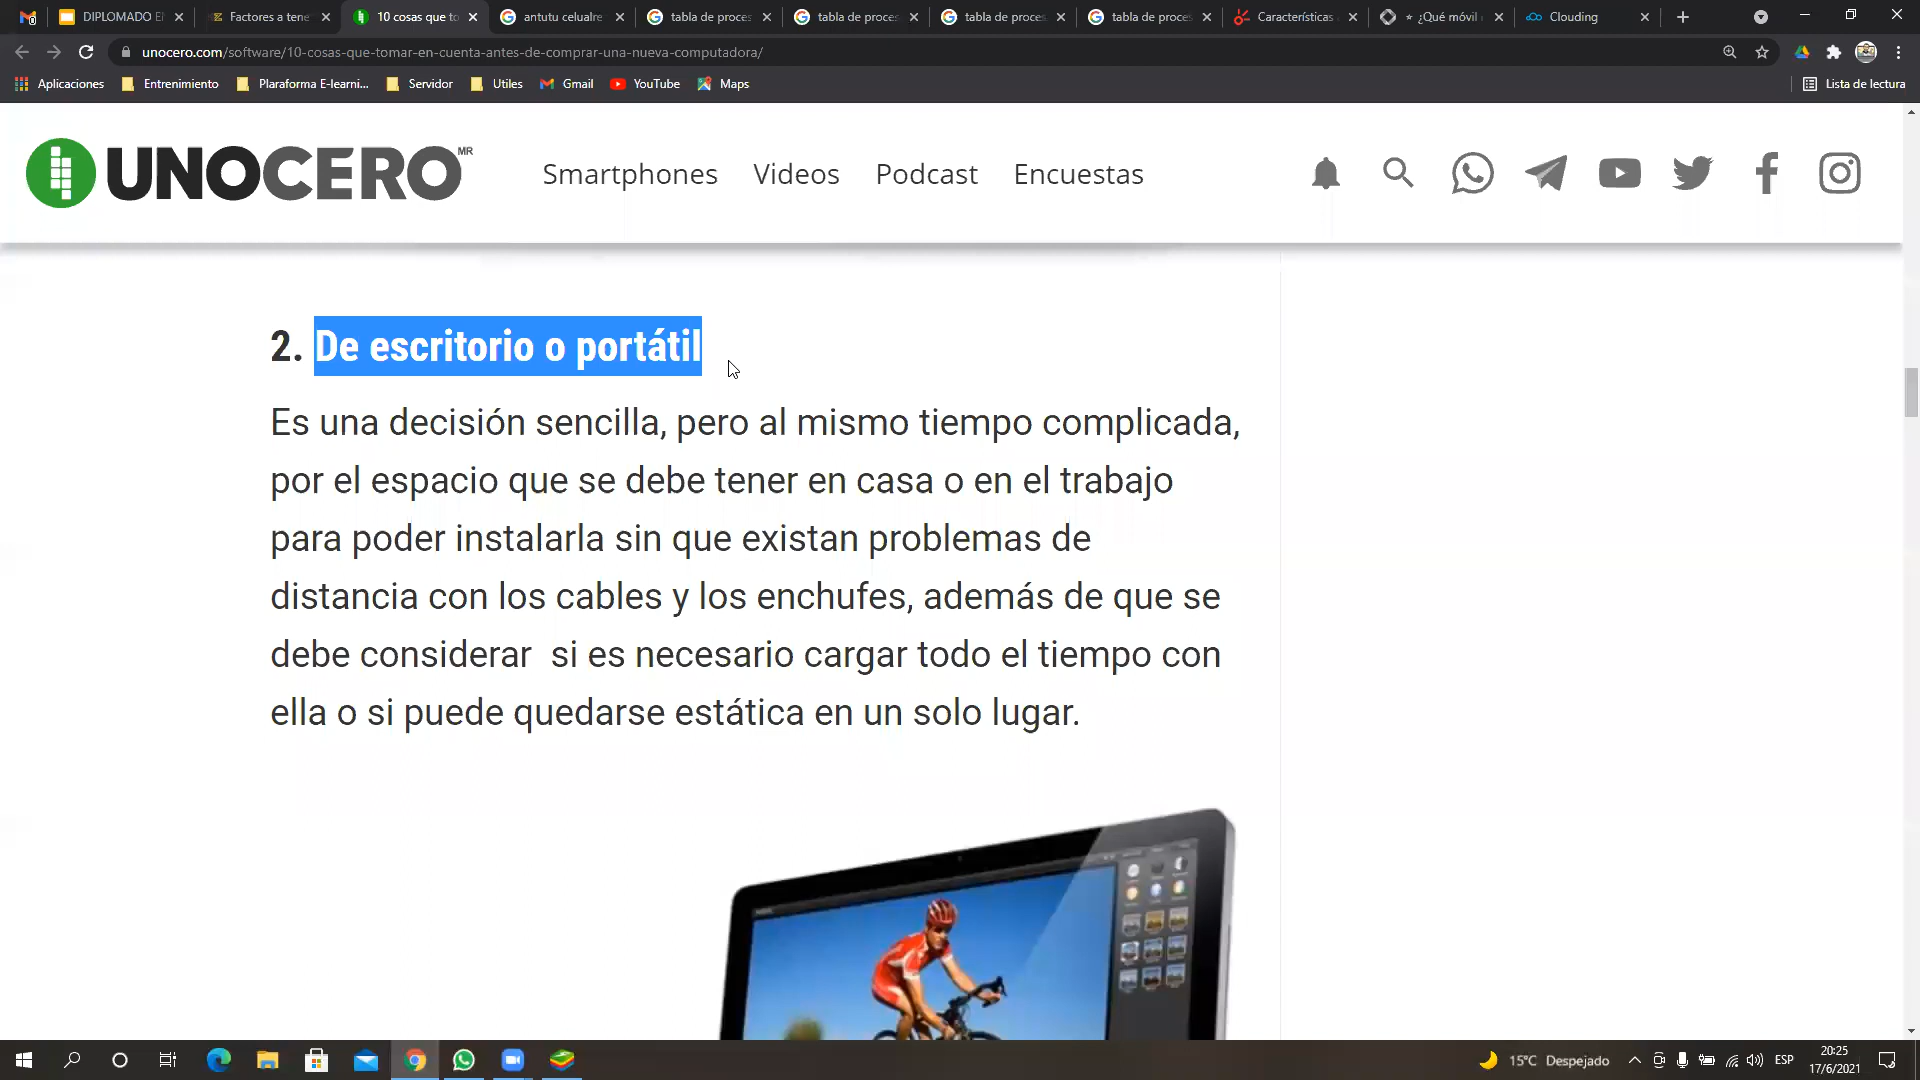 DIPLOMADO EN
Factores a tene
10 cosas que to
antutu celualre
tabla de proces
tabla de proces
tabla de proces
tabla de proces
Características
¿Qué móvil
Clouding
unocero.com/software/10-cosas-que-tomar-en-cuenta-antes-de-comprar-una-nueva-computadora/
Aplicaciones
Entrenimiento
Plaraforma E-learni...
Servidor
Utiles
Gmail
YouTube
Maps
Lista de lectura
UNOCERO MR
Smartphones
Videos
Podcast
Encuestas
2. De escritorio o portátil
Es una decisión sencilla, pero al mismo tiempo complicada,
por el espacio que se debe tener en casa o en el trabajo
para poder instalarla sin que existan problemas de
distancia con los cables y los enchufes, además de que se
debe considerar si es necesario cargar todo el tiempo con
ella o si puede quedarse estática en un solo lugar.
15°C Despejado
ESP
20:25
17/6/2021